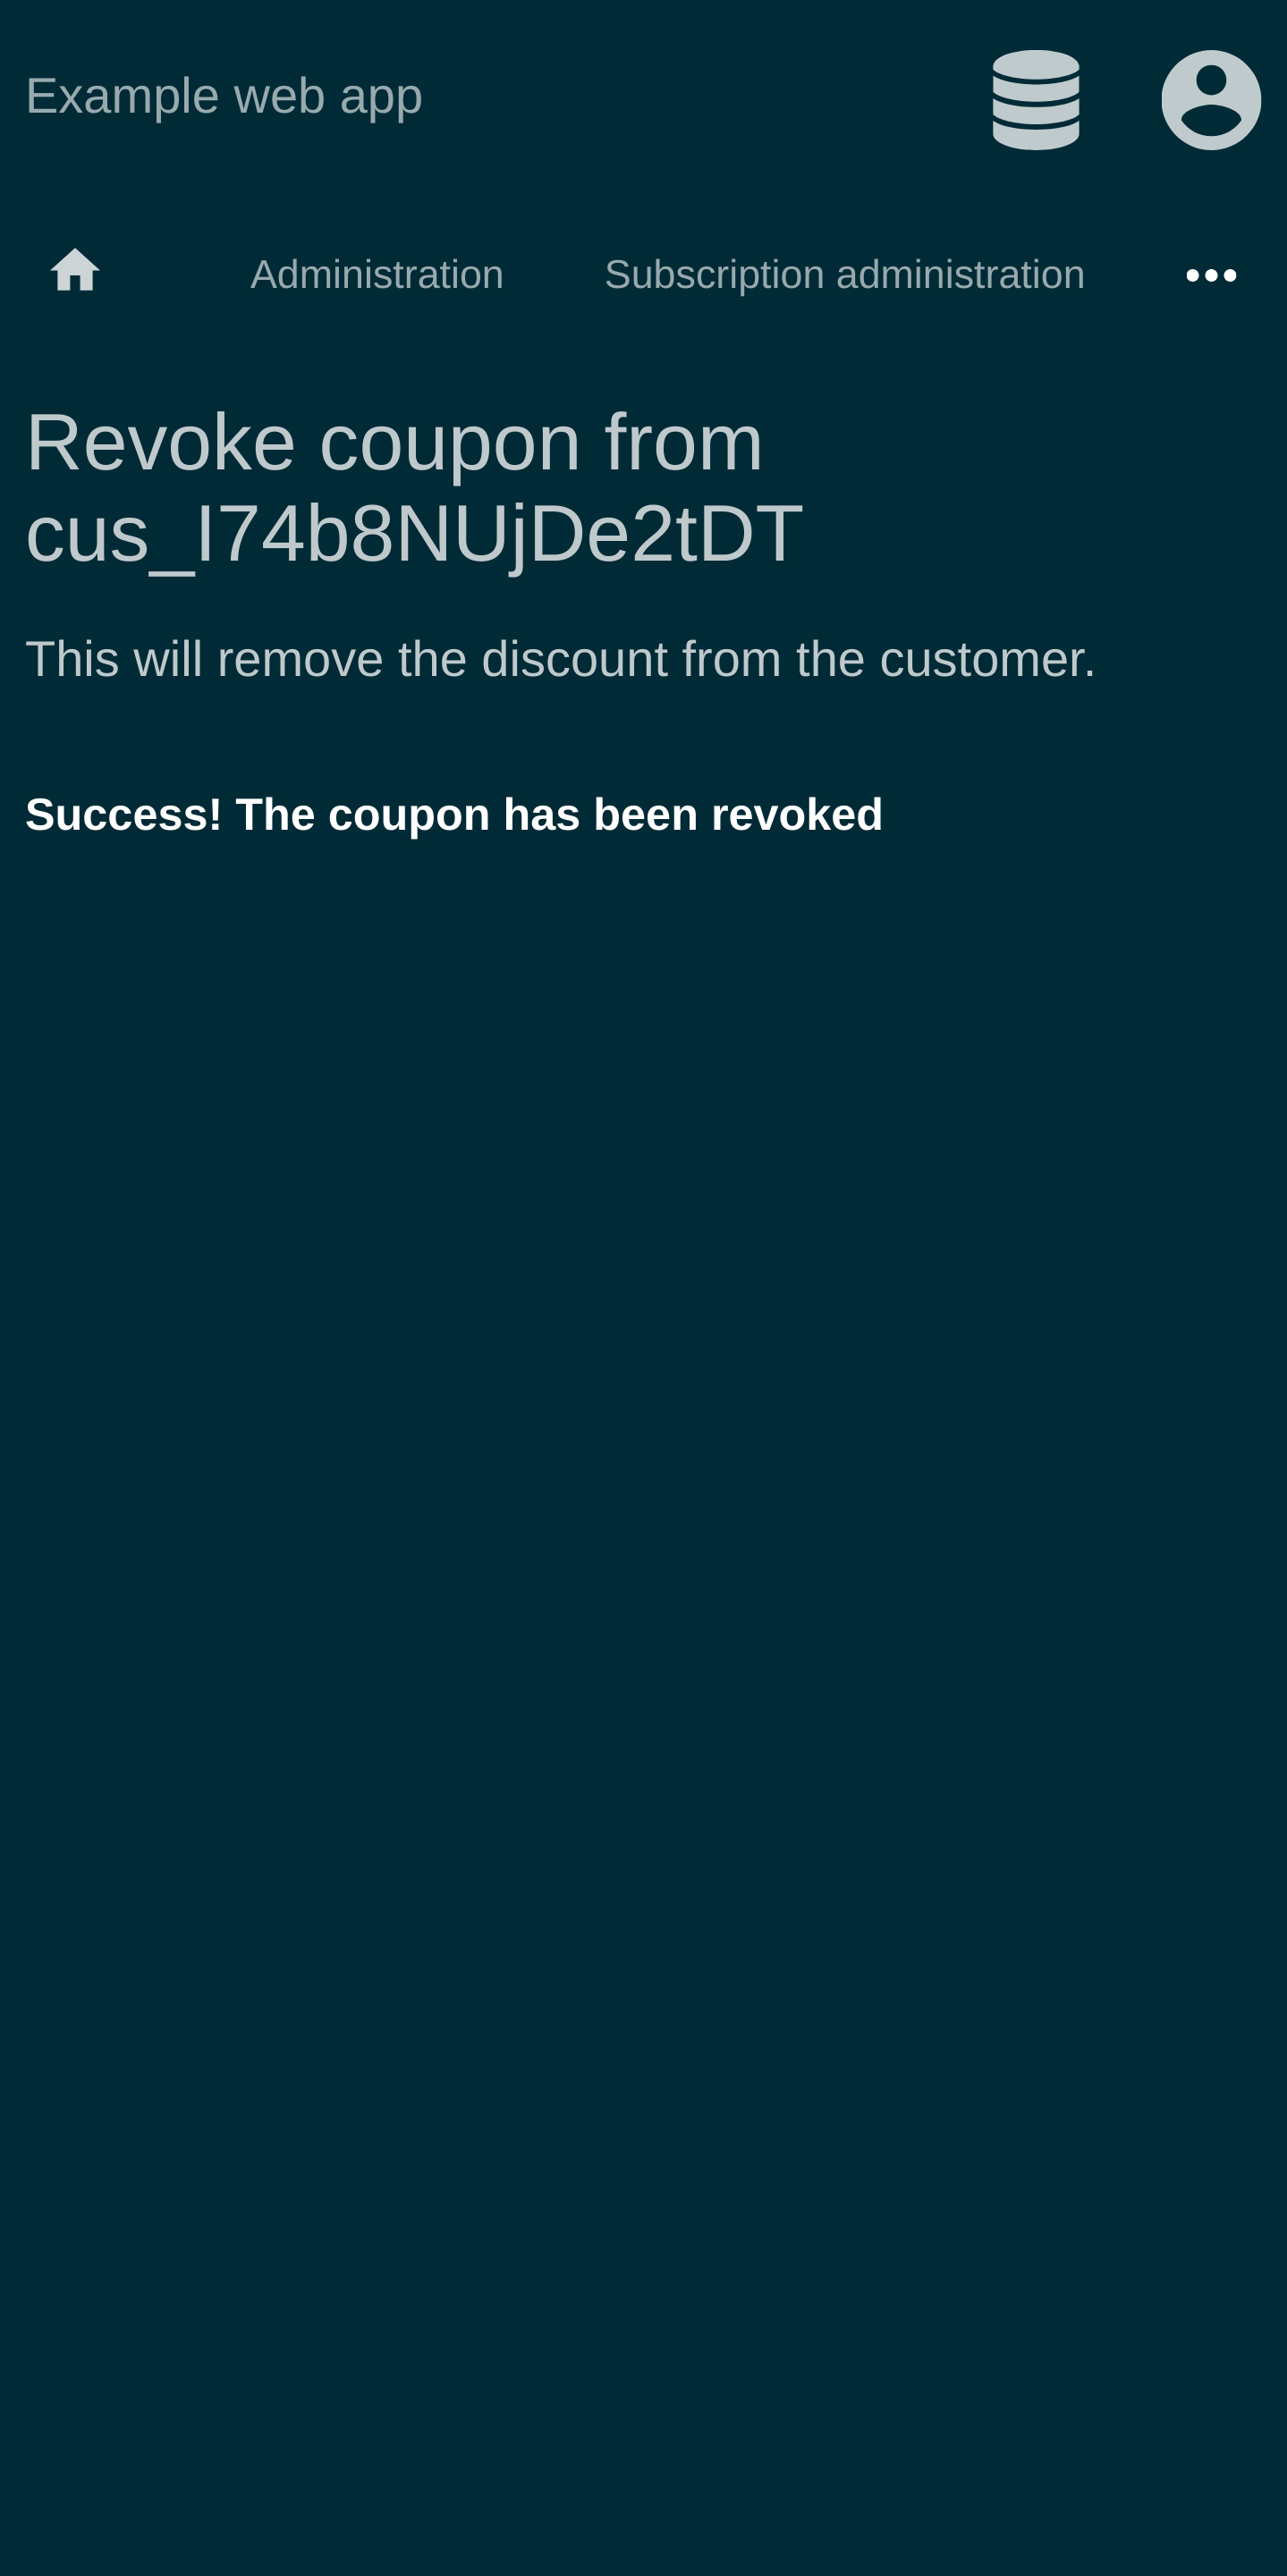 Example web app
Administration Subscription administration
Revoke coupon from
cus_I74b8NUjDe2tDT
This will remove the discount from the customer.
Success! The coupon has been revoked